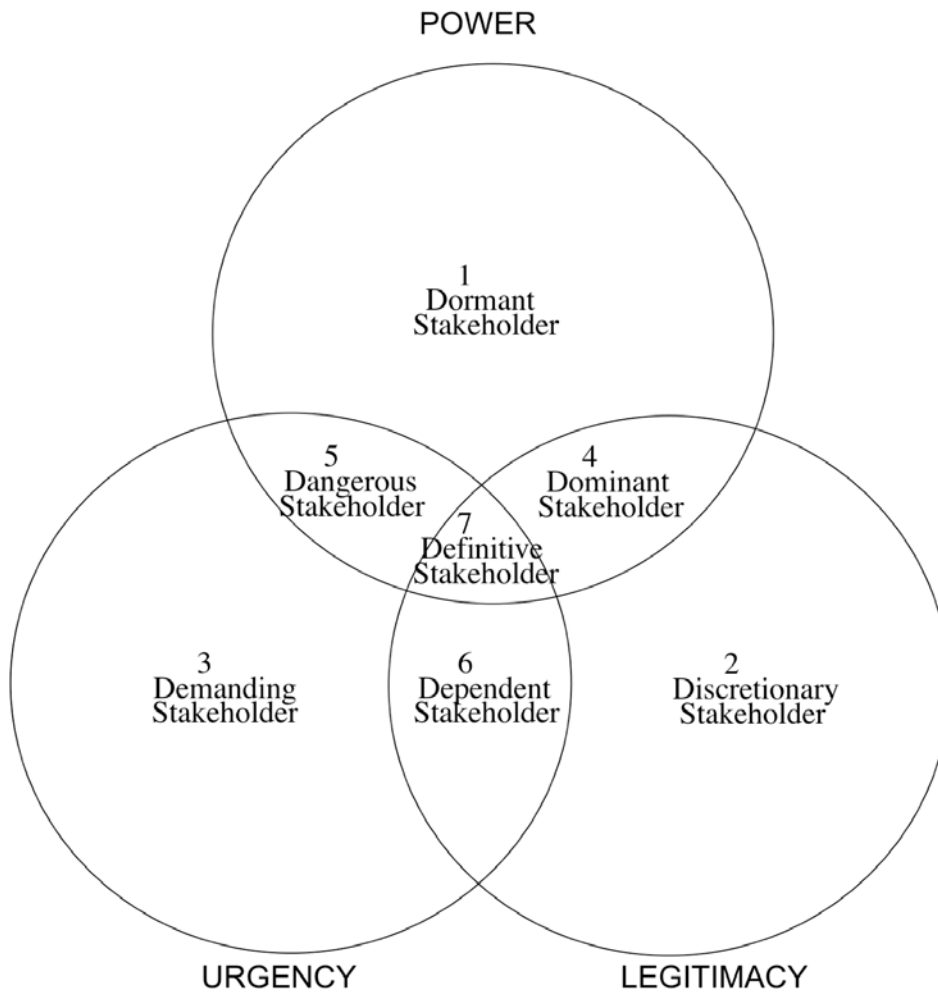 POWER
1
Dormant
Stakeholder
5
Dangerous
Stakeholder
4
Dominant
Stakeholder
7
Definitive
Stakeholder
3
Demanding
Stakeholder
6
Dependent
Stakeholder
2
Discretionary
Stakeholder
URGENCY
LEGITIMACY